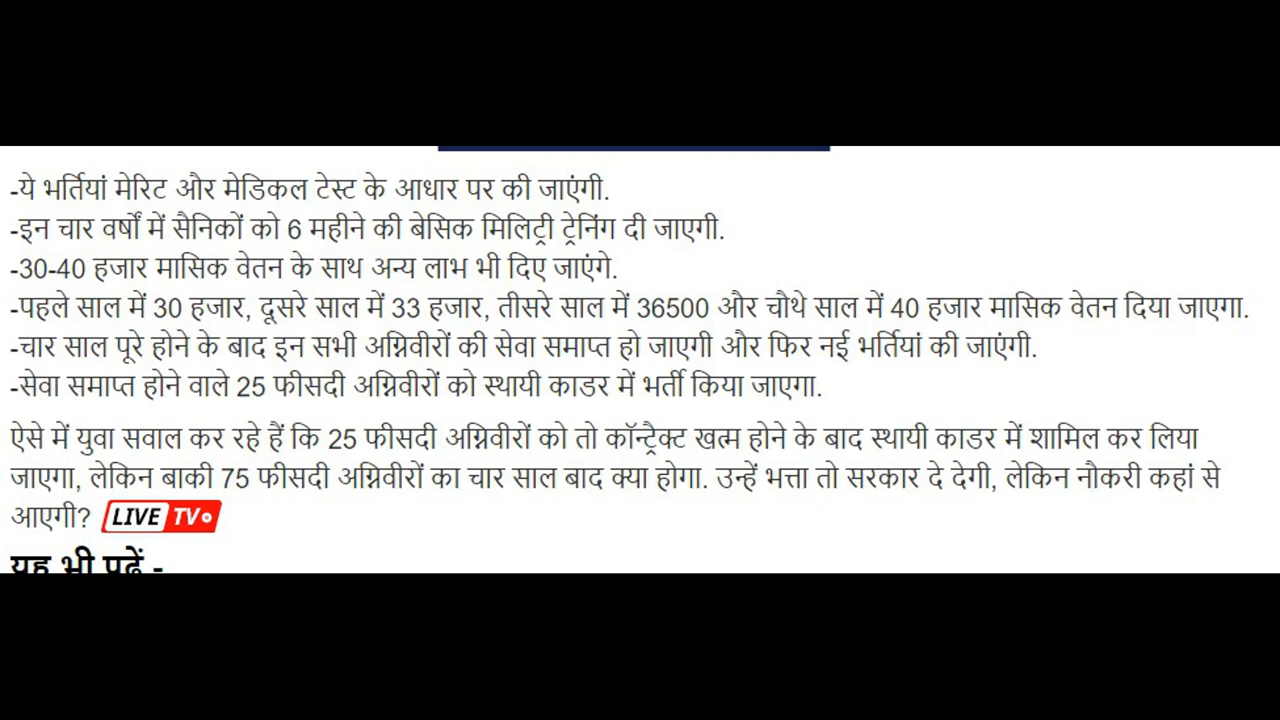 -ये भर्तियां मेरिट और मेडिकल टेस्ट के आधार पर की जाएंगी.
-इन चार वर्षों में सैनिकों को 6 महीने की बेसिक मिलिट्री ट्रेनिंग दी जाएगी.
-30-40 हजार मासिक वेतन के साथ अन्य लाभ भी दिए जाएंगे.
-पहले साल में 30 हजार, दूसरे साल में 33 हजार, तीसरे साल में 36500 और चौथे साल में 40 हजार मासिक वेतन दिया जाएगा.
-चार साल पूरे होने के बाद इन सभी अग्निवीरों की सेवा समाप्त हो जाएगी और फिर नई भर्तियां की जाएंगी.
-सेवा समाप्त होने वाले 25 फीसदी अग्निवीरों को स्थायी काडर में भर्ती किया जाएगा.
ऐसे में युवा सवाल कर रहे हैं कि 25 फीसदी अग्निवीरों को तो कॉन्ट्रैक्ट खत्म होने के बाद स्थायी काडर में शामिल कर लिया
जाएगा, लेकिन बाकी 75 फीसदी अग्निवीरों का चार साल बाद क्या होगा. उन्हें भत्ता तो सरकार दे देगी, लेकिन नौकरी कहां से
आएगी? LIVE TV
यह भी पढ़ें -